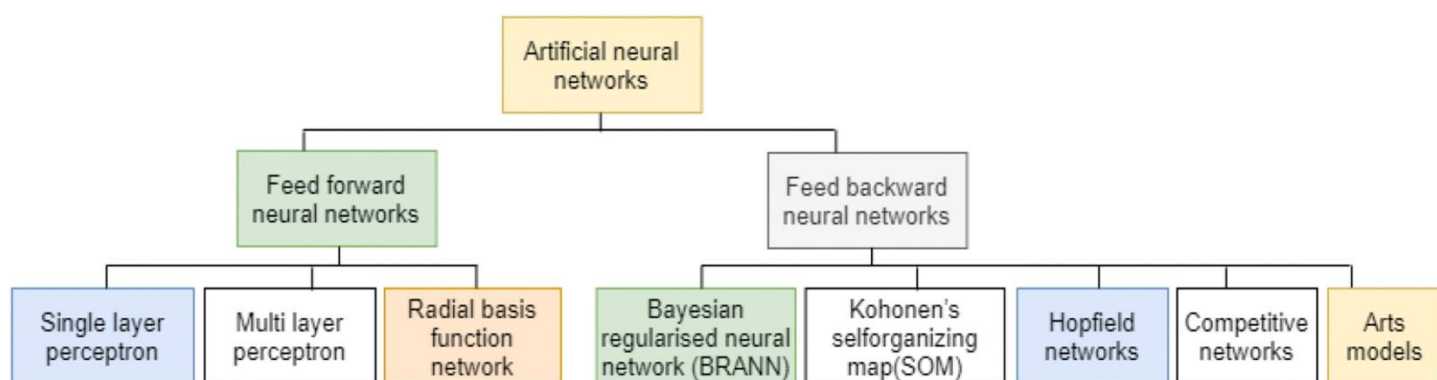 Artificial neural
networks
Feed forward
neural networks
Feed backward
neural networks
Single layer
perceptron
Multi layer
perceptron
Radial basis
function
network
Bayesian
regularised neural
network (BRANN)
Kohonen's
selforganizing
map(SOM)
Hopfield
networks
Competitive
networks
Arts
models